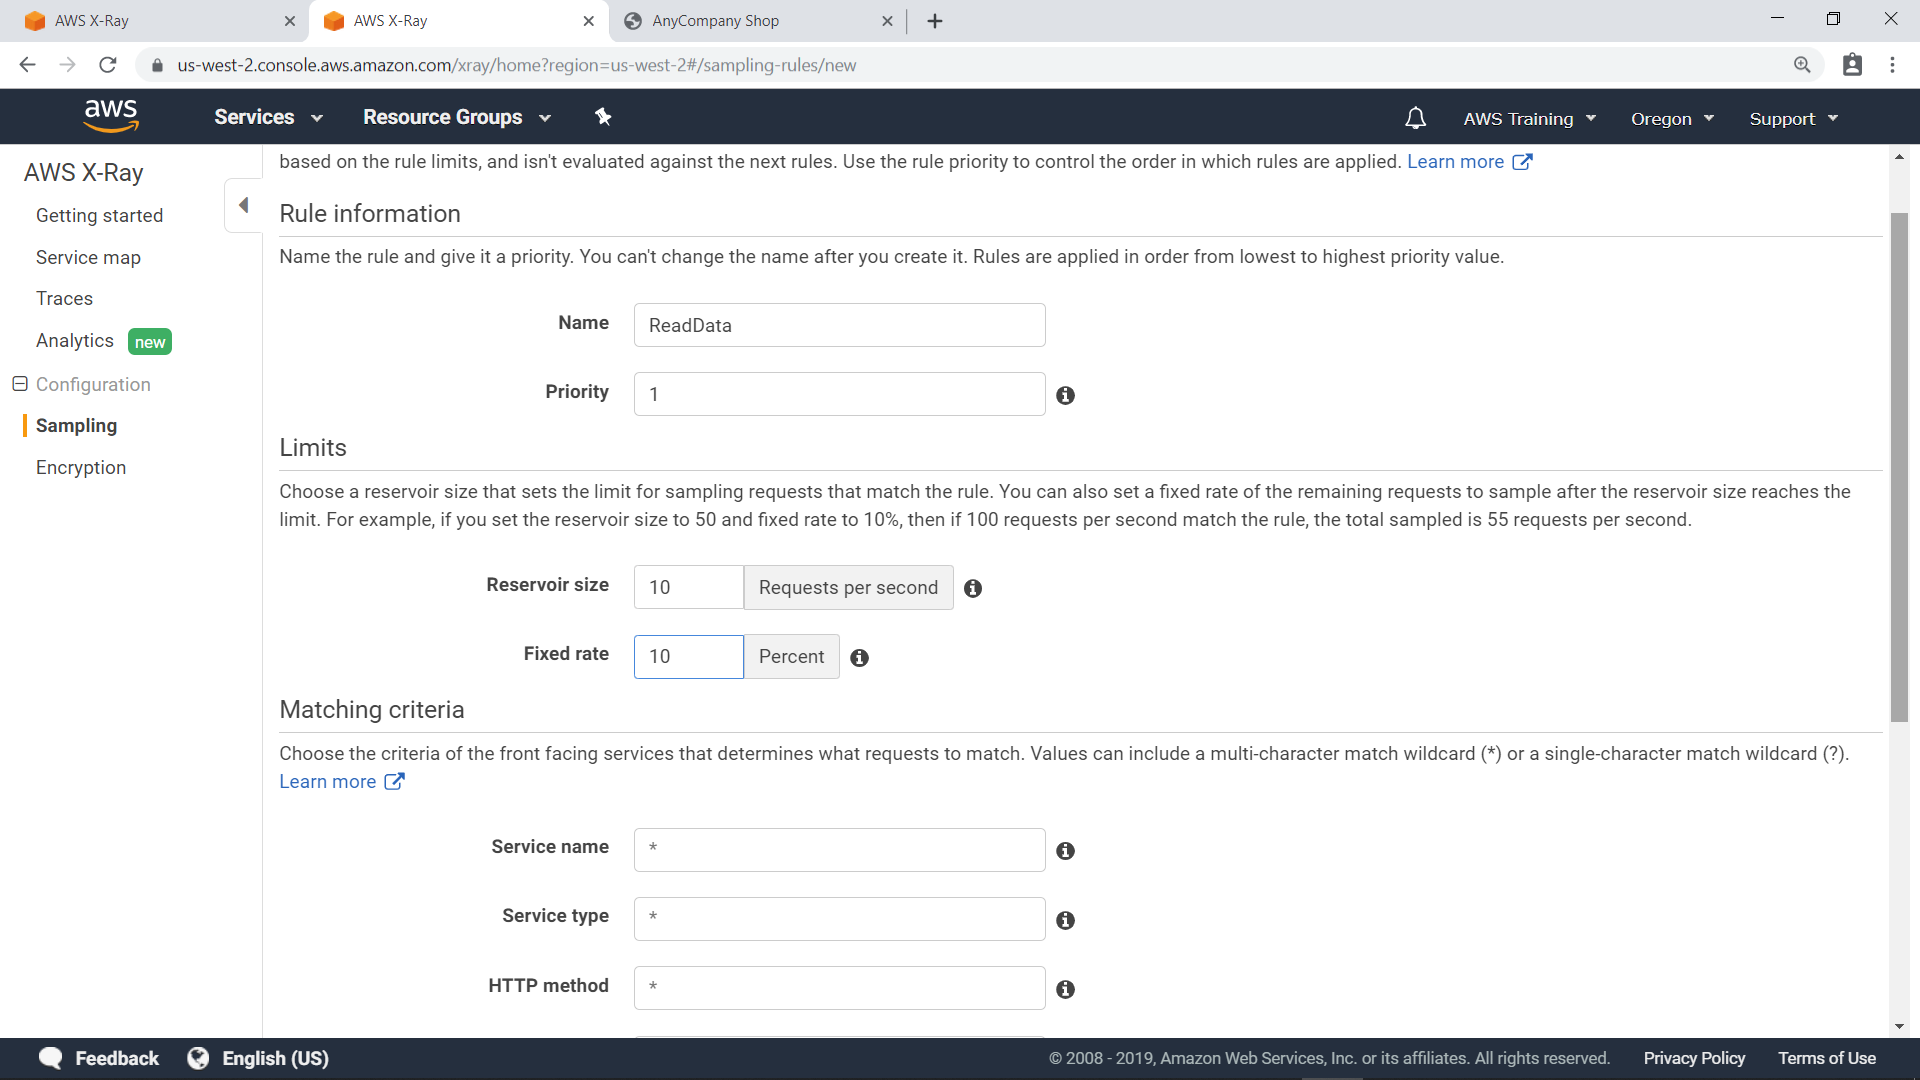 AWS X-Ray
AWS X-Ray
AnyCompany Shop
us-west-2.console.aws.amazon.com/xray/home?region=us-west-2#/sampling-rules/new
aws
Services
Resource Groups
AWS Training
Oregon
Support
AWS X-Ray
Getting started
Service map
Traces
Analytics new
Configuration
Sampling
Encryption
based on the rule limits, and isn't evaluated against the next rules. Use the rule priority to control the order in which rules are applied. Learn more
Rule information
Name the rule and give it a priority. You can't change the name after you create it. Rules are applied in order from lowest to highest priority value.
Name ReadData
Priority 1
Limits
Choose a reservoir size that sets the limit for sampling requests that match the rule. You can also set a fixed rate of the remaining requests to sample after the reservoir size reaches the
limit. For example, if you set the reservoir size to 50 and fixed rate to 10%, then if 100 requests per second match the rule, the total sampled is 55 requests per second.
Reservoir size 10 Requests per second
Fixed rate 10 Percent
Matching criteria
Choose the criteria of the front facing services that determines what requests to match. Values can include a multi-character match wildcard (*) or a single-character match wildcard (?).
Learn more
Service name *
Service type *
HTTP method *
Feedback
English (US)
© 2008 - 2019, Amazon Web Services, Inc. or its affiliates. All rights reserved.
Privacy Policy
Terms of Use